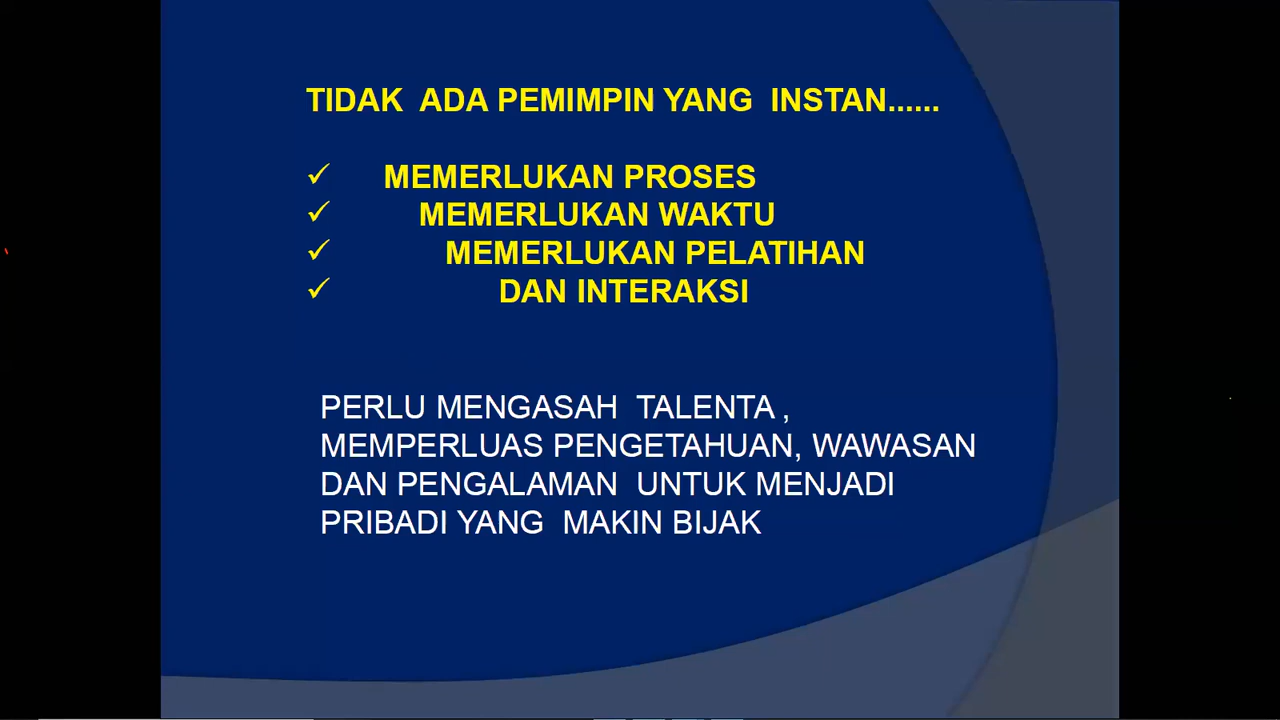 TIDAK ADA PEMIMPIN YANG INSTAN......
✓ MEMERLUKAN PROSES
✓ MEMERLUKAN WAKTU
✓ MEMERLUKAN PELATIHAN
✓ DAN INTERAKSI
PERLU MENGASAH TALENTA ,
MEMPERLUAS PENGETAHUAN, WAWASAN
DAN PENGALAMAN UNTUK MENJADI
PRIBADI YANG MAKIN BIJAK